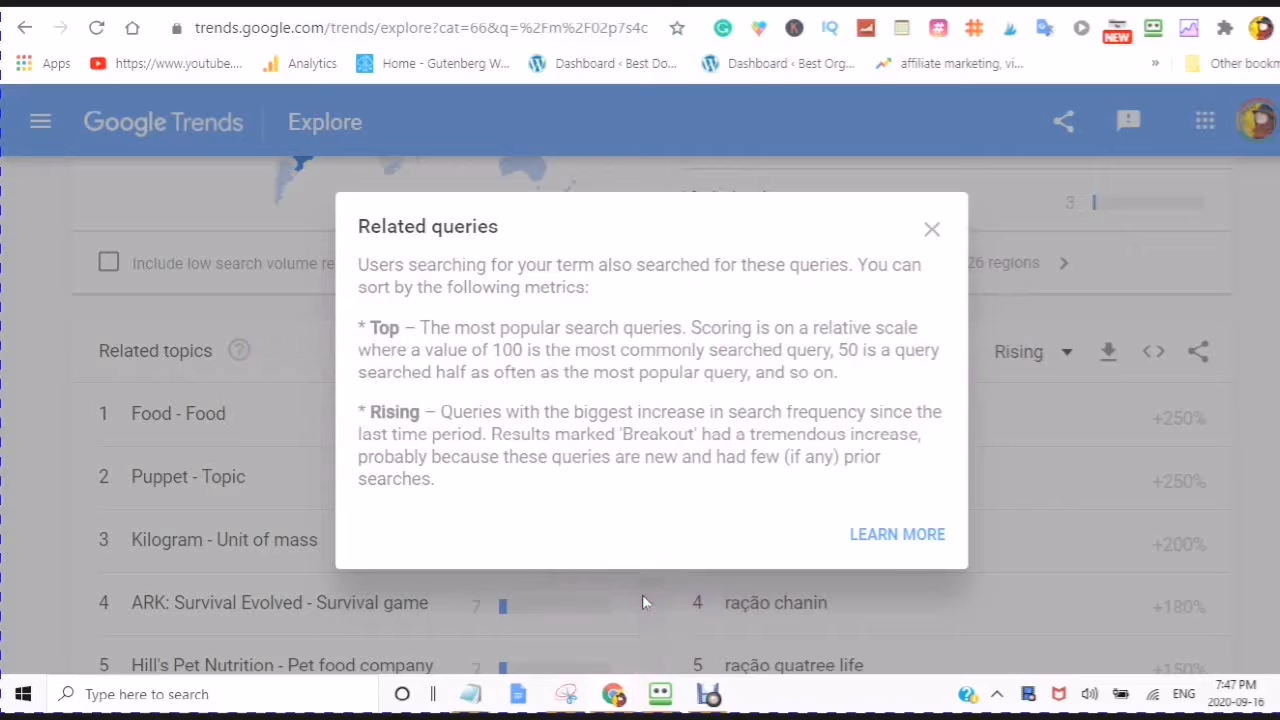 trends.google.com/trends/explore?cat=66&q=%2Fm%2F02p7s4c
NEW
Apps
https://www.youtube....
Analytics
Home - Gutenberg W...
Dashboard ‹ Best Do...
Dashboard ‹ Best Org...
affiliate marketing, vi...
»
Other bookm
Google Trends
Explore
3
Include low search volume re
26 regions
Related queries
Users searching for your term also searched for these queries. You can
sort by the following metrics:
* Top – The most popular search queries. Scoring is on a relative scale
where a value of 100 is the most commonly searched query, 50 is a query
searched half as often as the most popular query, and so on.
* Rising – Queries with the biggest increase in search frequency since the
last time period. Results marked 'Breakout' had a tremendous increase,
probably because these queries are new and had few (if any) prior
searches.
LEARN MORE
Related topics
Rising
1 Food - Food
+250%
2 Puppet - Topic
+250%
3 Kilogram - Unit of mass
+200%
4 ARK: Survival Evolved - Survival game 7
4 ração chanin
+180%
5 Hill's Pet Nutrition - Pet food company 7
5 ração quatree life
+150%
Type here to search
ENG
7:47 PM
2020-09-16